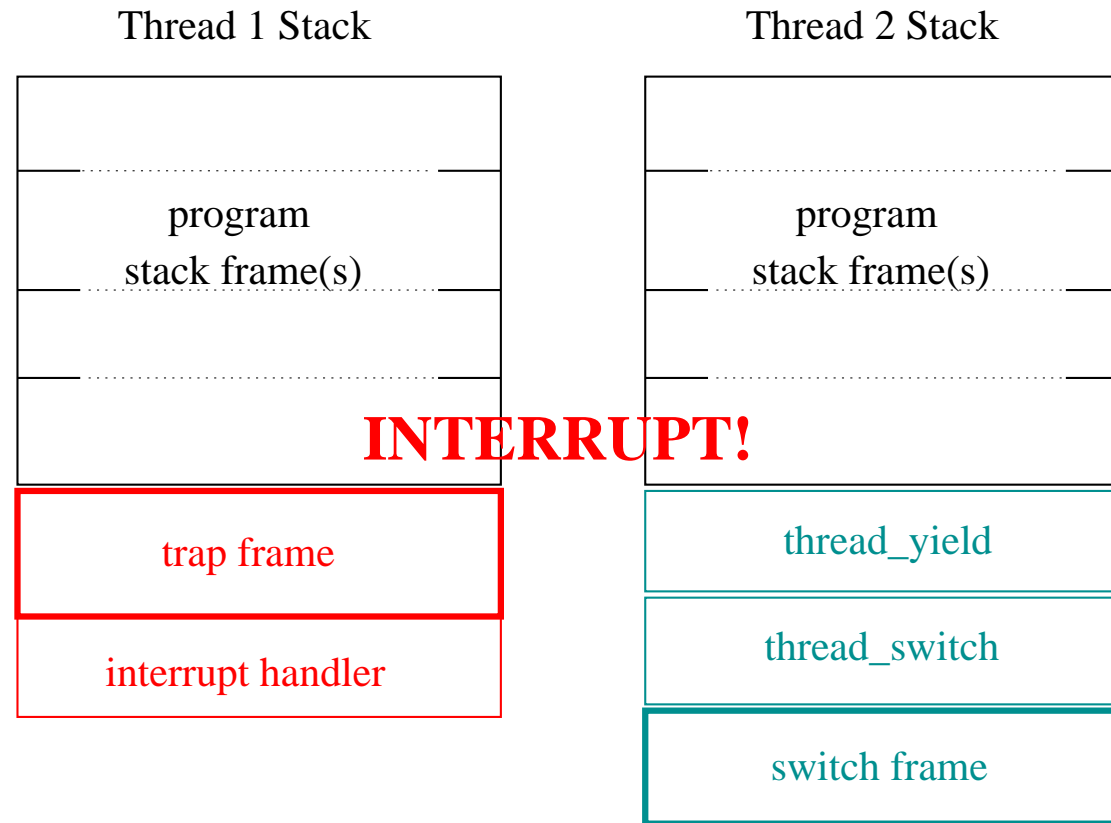 Thread 1 Stack
Thread 2 Stack
program
stack frame(s)
program
stack frame(s)
INTERRUPT!
trap frame
interrupt handler
thread_yield
thread_switch
switch frame